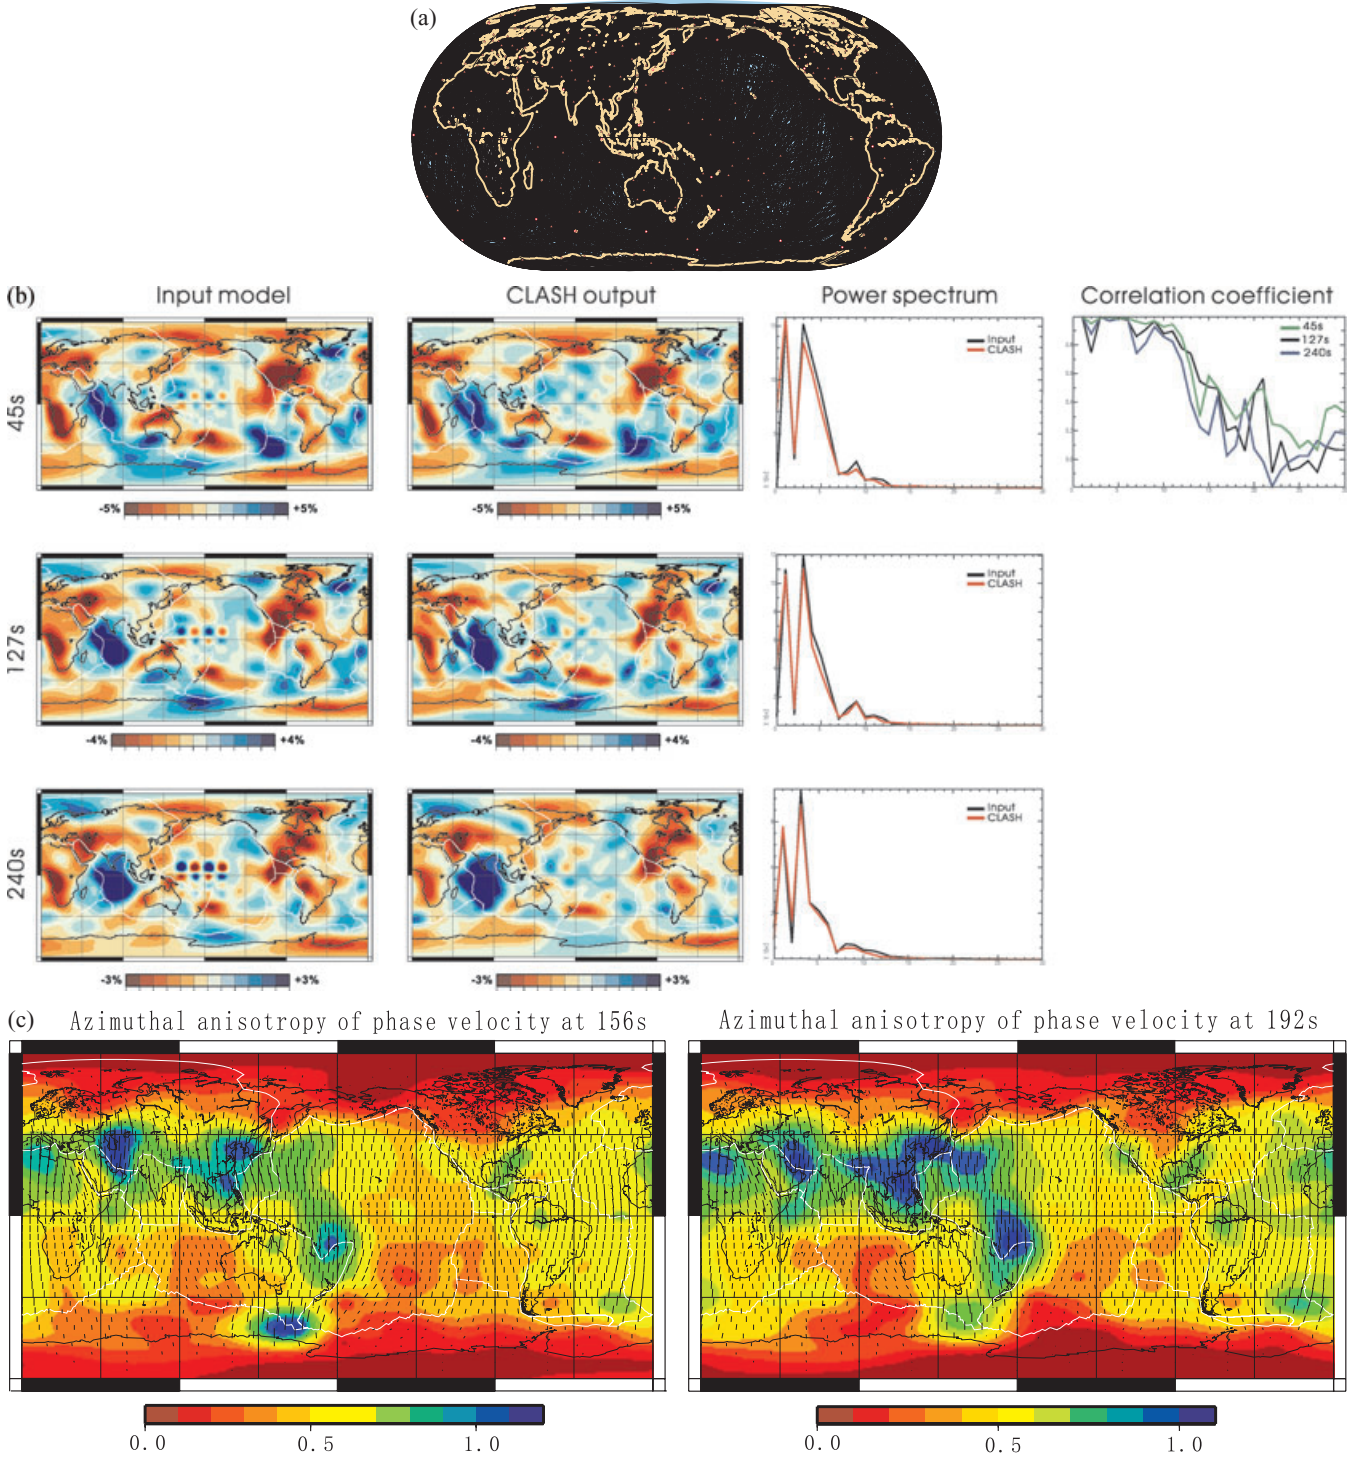 (a)
(b)
Input model
CLASH output
Power spectrum
Correlation coefficient
45s
Input
CLASH
45s
127s
240s
-5% +5%
-5% +5%
127s
Input
CLASH
-4% +4%
-4% +4%
240s
Input
CLASH
-3% +3%
-3% +3%
(c)
Azimuthal anisotropy of phase velocity at 156s
Azimuthal anisotropy of phase velocity at 192s
0.0 0.5 1.0
0.0 0.5 1.0